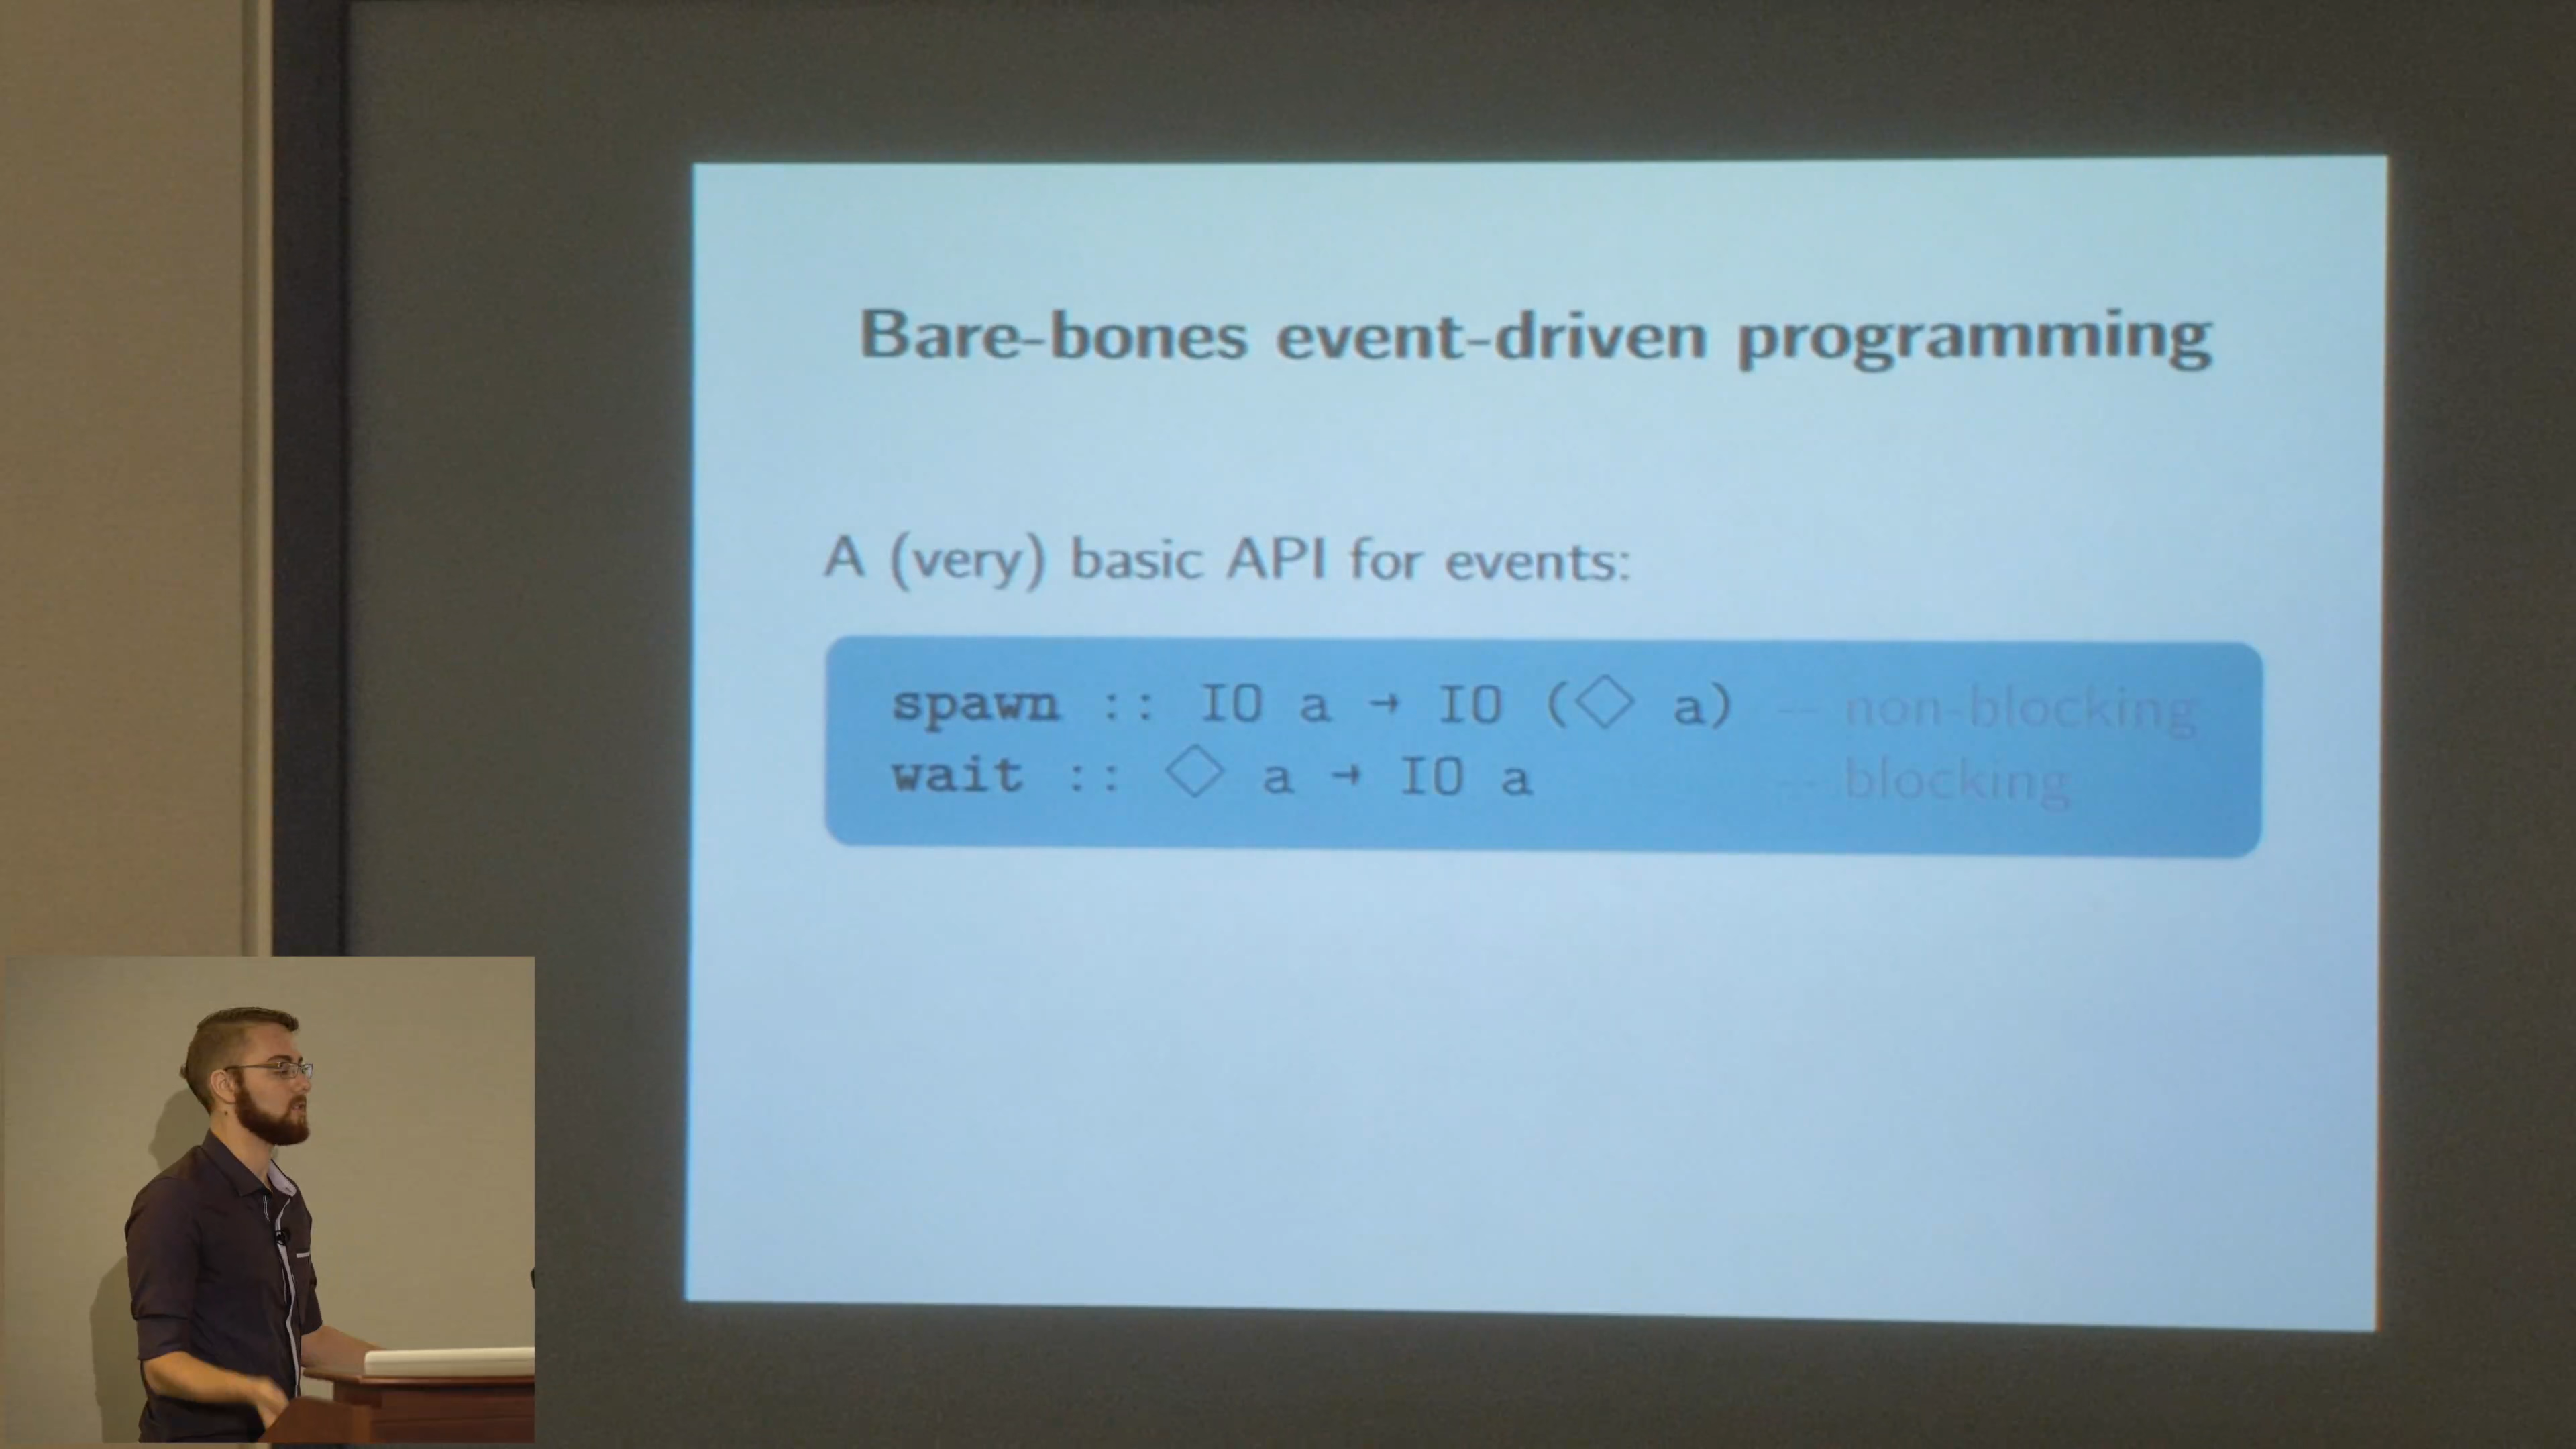 Bare-bones event-driven programming
A (very) basic API for events:
spawn :: IO a → IO (◇ a) -- non-blocking
wait :: ◇ a → IO a -- blocking